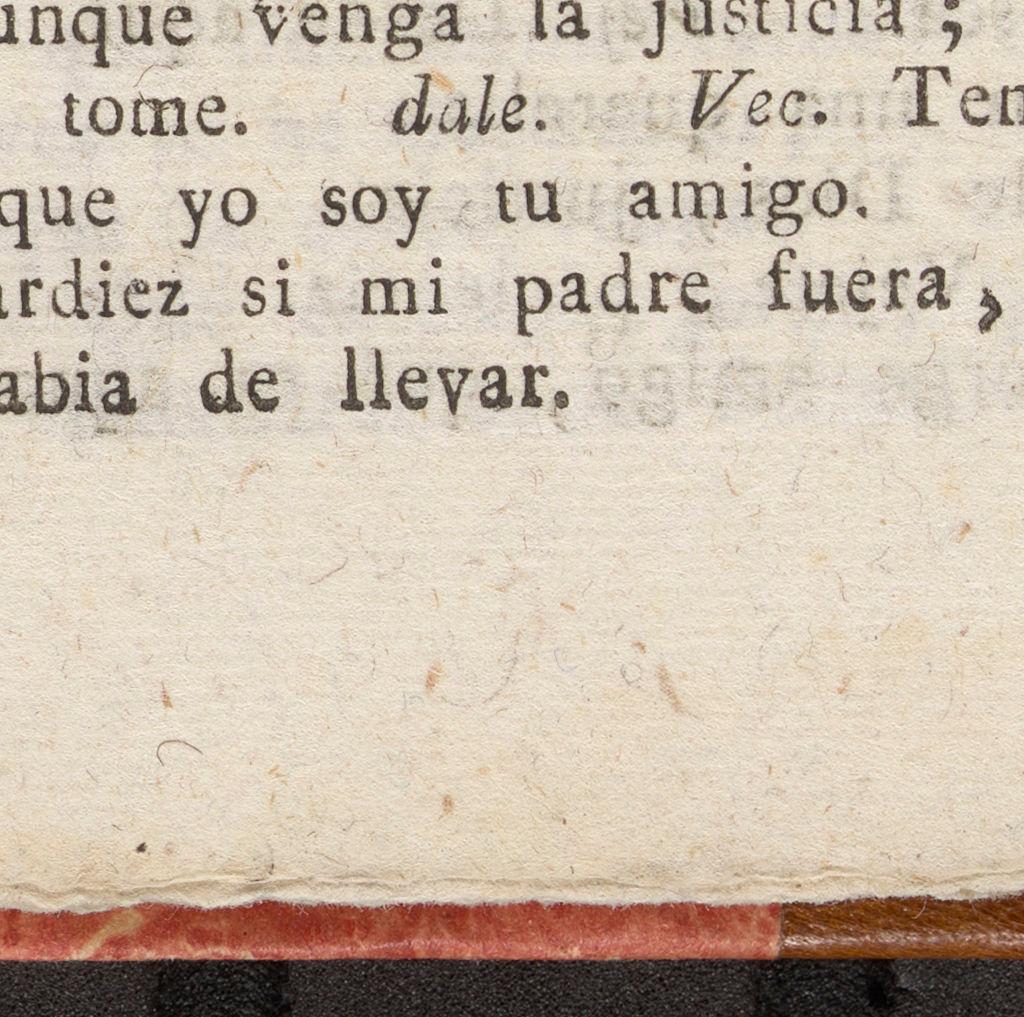 unque venga la justicia;
tome. dale. Vec. Ten
que yo soy tu amigo.
ardiez si mi padre fuera,
abia de llevar.